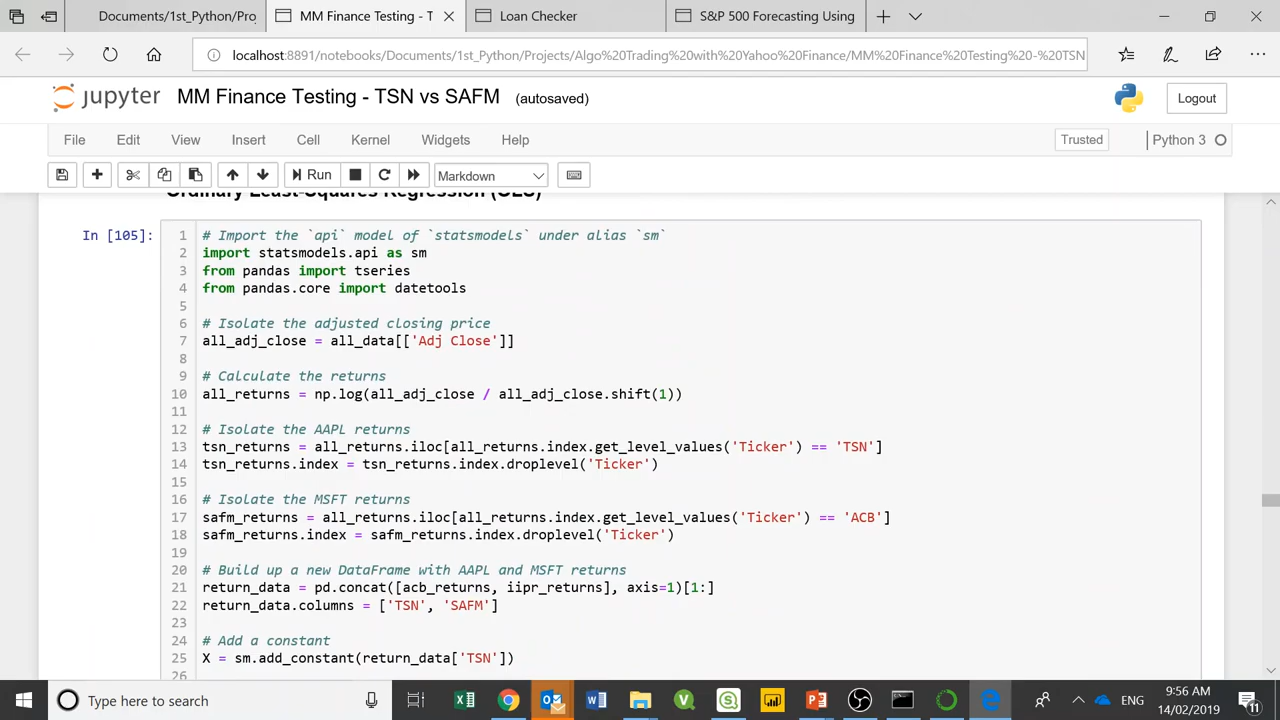 Documents/1st_Python/Proj
MM Finance Testing - T
Loan Checker
S&P 500 Forecasting Using
localhost:8891/notebooks/Documents/1st_Python/Projects/Algo%20Trading%20with%20Yahoo%20Finance/MM%20Finance%20Testing%20-%20TSN
jupyter MM Finance Testing - TSN vs SAFM (autosaved)
Logout
File Edit View Insert Cell Kernel Widgets Help
Trusted
Python 3
Run
Markdown
Ordinary Least-Squares Regression (OLS)
In [105]:
1 # Import the `api` model of `statsmodels` under alias `sm`
2 import statsmodels.api as sm
3 from pandas import tseries
4 from pandas.core import datetools
5
6 # Isolate the adjusted closing price
7 all_adj_close = all_data[['Adj Close']]
8
9 # Calculate the returns
10 all_returns = np.log(all_adj_close / all_adj_close.shift(1))
11
12 # Isolate the AAPL returns
13 tsn_returns = all_returns.iloc[all_returns.index.get_level_values('Ticker') == 'TSN']
14 tsn_returns.index = tsn_returns.index.droplevel('Ticker')
15
16 # Isolate the MSFT returns
17 safm_returns = all_returns.iloc[all_returns.index.get_level_values('Ticker') == 'ACB']
18 safm_returns.index = safm_returns.index.droplevel('Ticker')
19
20 # Build up a new DataFrame with AAPL and MSFT returns
21 return_data = pd.concat([acb_returns, iipr_returns], axis=1)[1:]
22 return_data.columns = ['TSN', 'SAFM']
23
24 # Add a constant
25 X = sm.add_constant(return_data['TSN'])
26
Type here to search
ENG
9:56 AM
14/02/2019
11